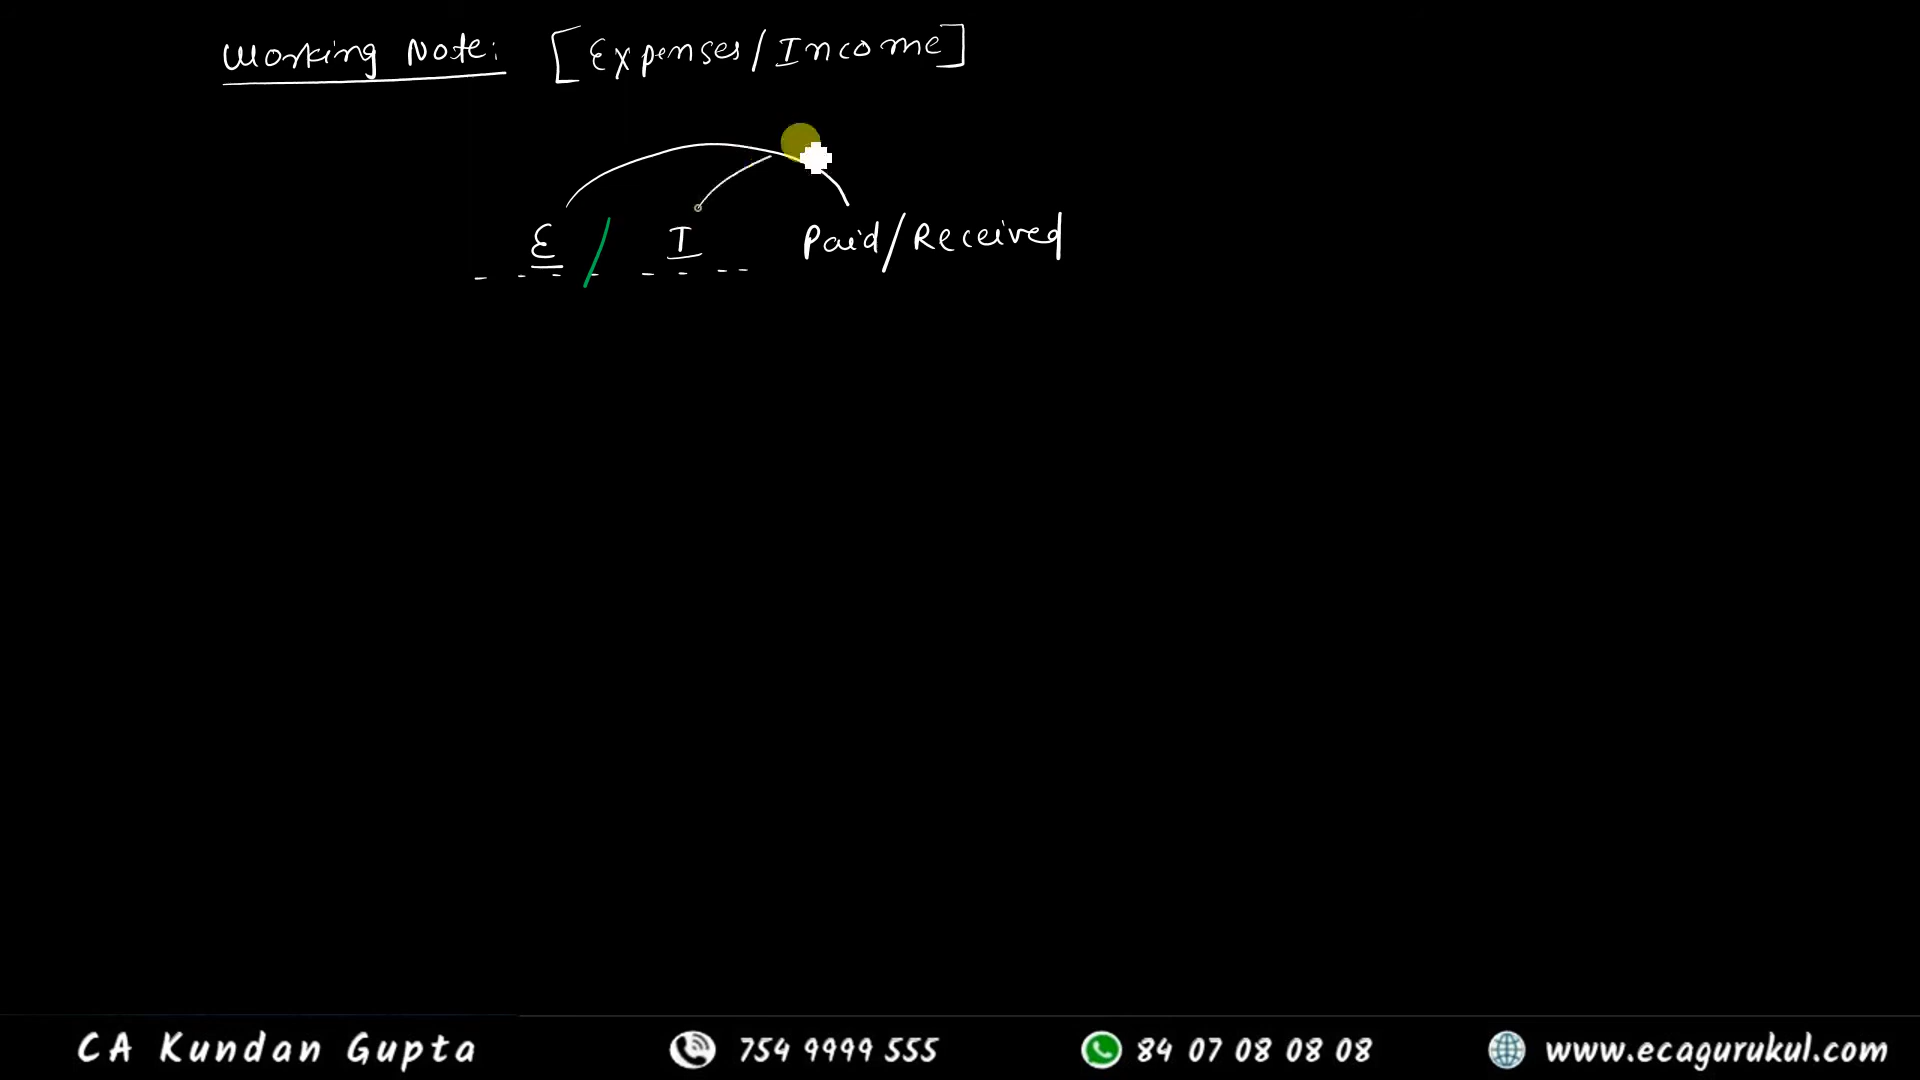 Working Note: [Expenses/Income]
E / I Paid/Received
CA Kundan Gupta 754 9999 555 84 07 08 08 08 www.ecagurukul.com